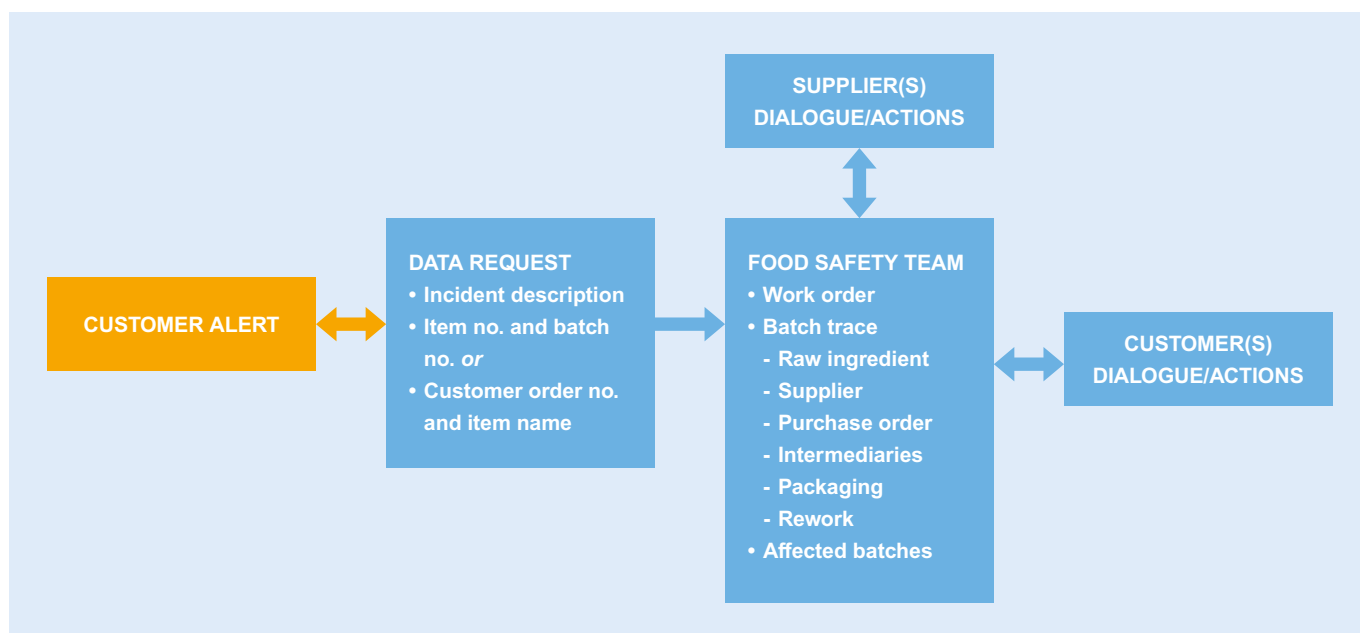 CUSTOMER ALERT
DATA REQUEST
• Incident description
• Item no. and batch
no. or
• Customer order no.
and item name
SUPPLIER(S)
DIALOGUE/ACTIONS
FOOD SAFETY TEAM
• Work order
• Batch trace
- Raw ingredient
- Supplier
- Purchase order
- Intermediaries
- Packaging
- Rework
• Affected batches
CUSTOMER(S)
DIALOGUE/ACTIONS